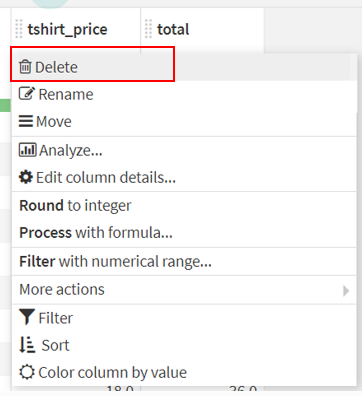 tshirt_price total
Delete
Rename
Move
Analyze...
Edit column details...
Round to integer
Process with formula...
Filter with numerical range...
More actions
Filter
Sort
Color column by value